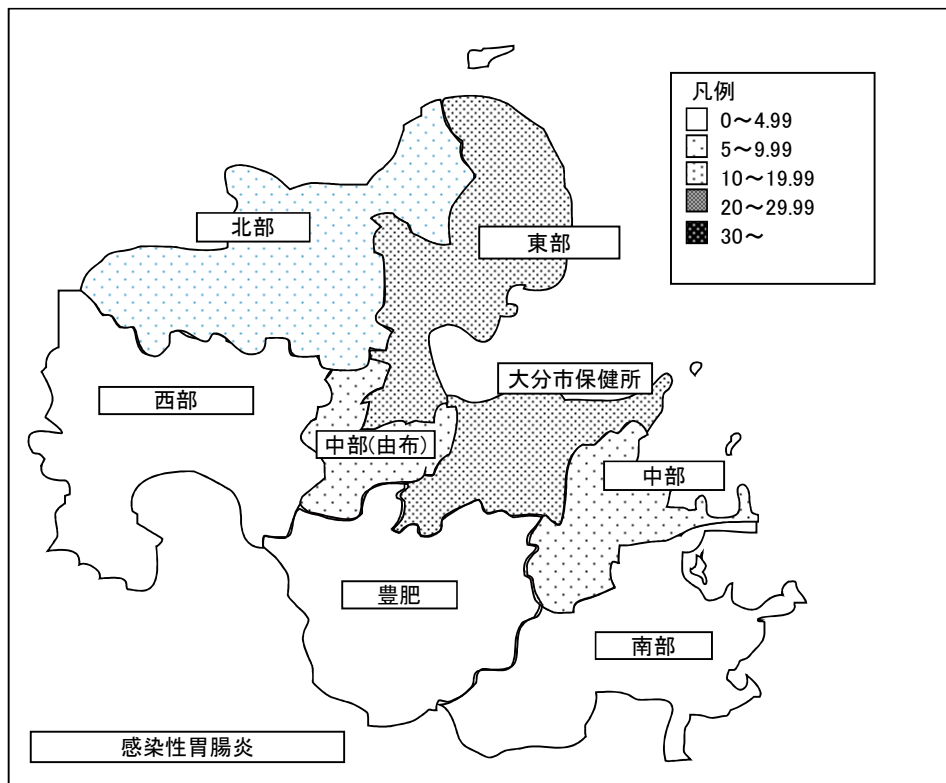 凡例
0～4.99
5～9.99
10～19.99
20～29.99
30～
北部
東部
大分市保健所
西部
中部(由布)
中部
豊肥
南部
感染性胃腸炎